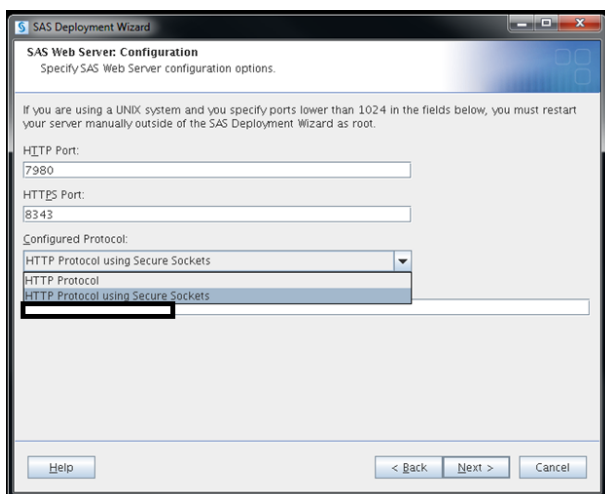 SAS Deployment Wizard
SAS Web Server: Configuration
Specify SAS Web Server configuration options.
If you are using a UNIX system and you specify ports lower than 1024 in the fields below, you must restart
your server manually outside of the SAS Deployment Wizard as root.
HTTP Port:
7980
HTTPS Port:
8343
Configured Protocol:
HTTP Protocol using Secure Sockets
HTTP Protocol
HTTP Protocol using Secure Sockets
Help
< Back
Next >
Cancel